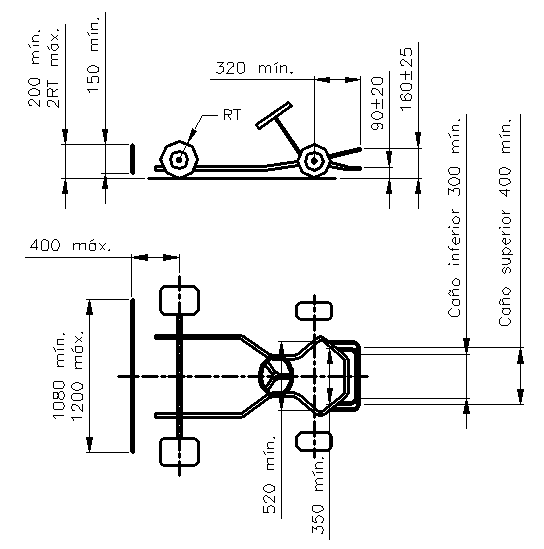 200 mín.
2RT máx.
150 mín.
RT
320 mín.
90±20
160±25
400 máx.
1080 mín.
1200 máx.
520 mín.
350 mín.
Caño inferior 300 mín.
Caño superior 400 mín.